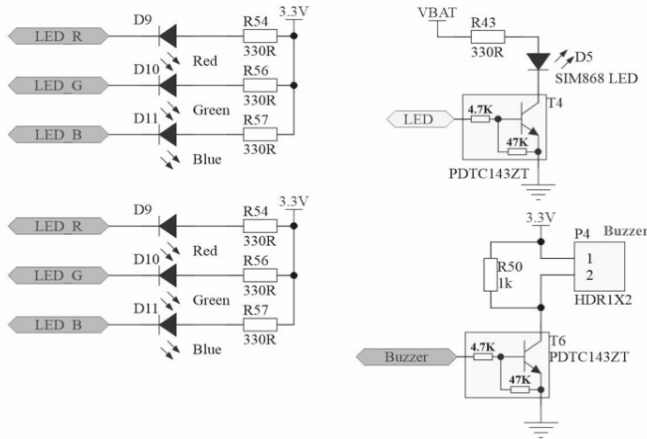 3.3V
D9
R54
LED_R
Red
330R
D10
R56
LED_G
Green
330R
D11
R57
LED_B
Blue
330R
VBAT
R43
330R
D5
SIM868 LED
T4
LED
4.7K
47K
PDTC143ZT
3.3V
D9
R54
LED_R
Red
330R
D10
R56
LED_G
Green
330R
D11
R57
LED_B
Blue
330R
3.3V
P4
Buzzer
1
2
HDR1X2
R50
1k
T6
PDTC143ZT
Buzzer
4.7K
47K